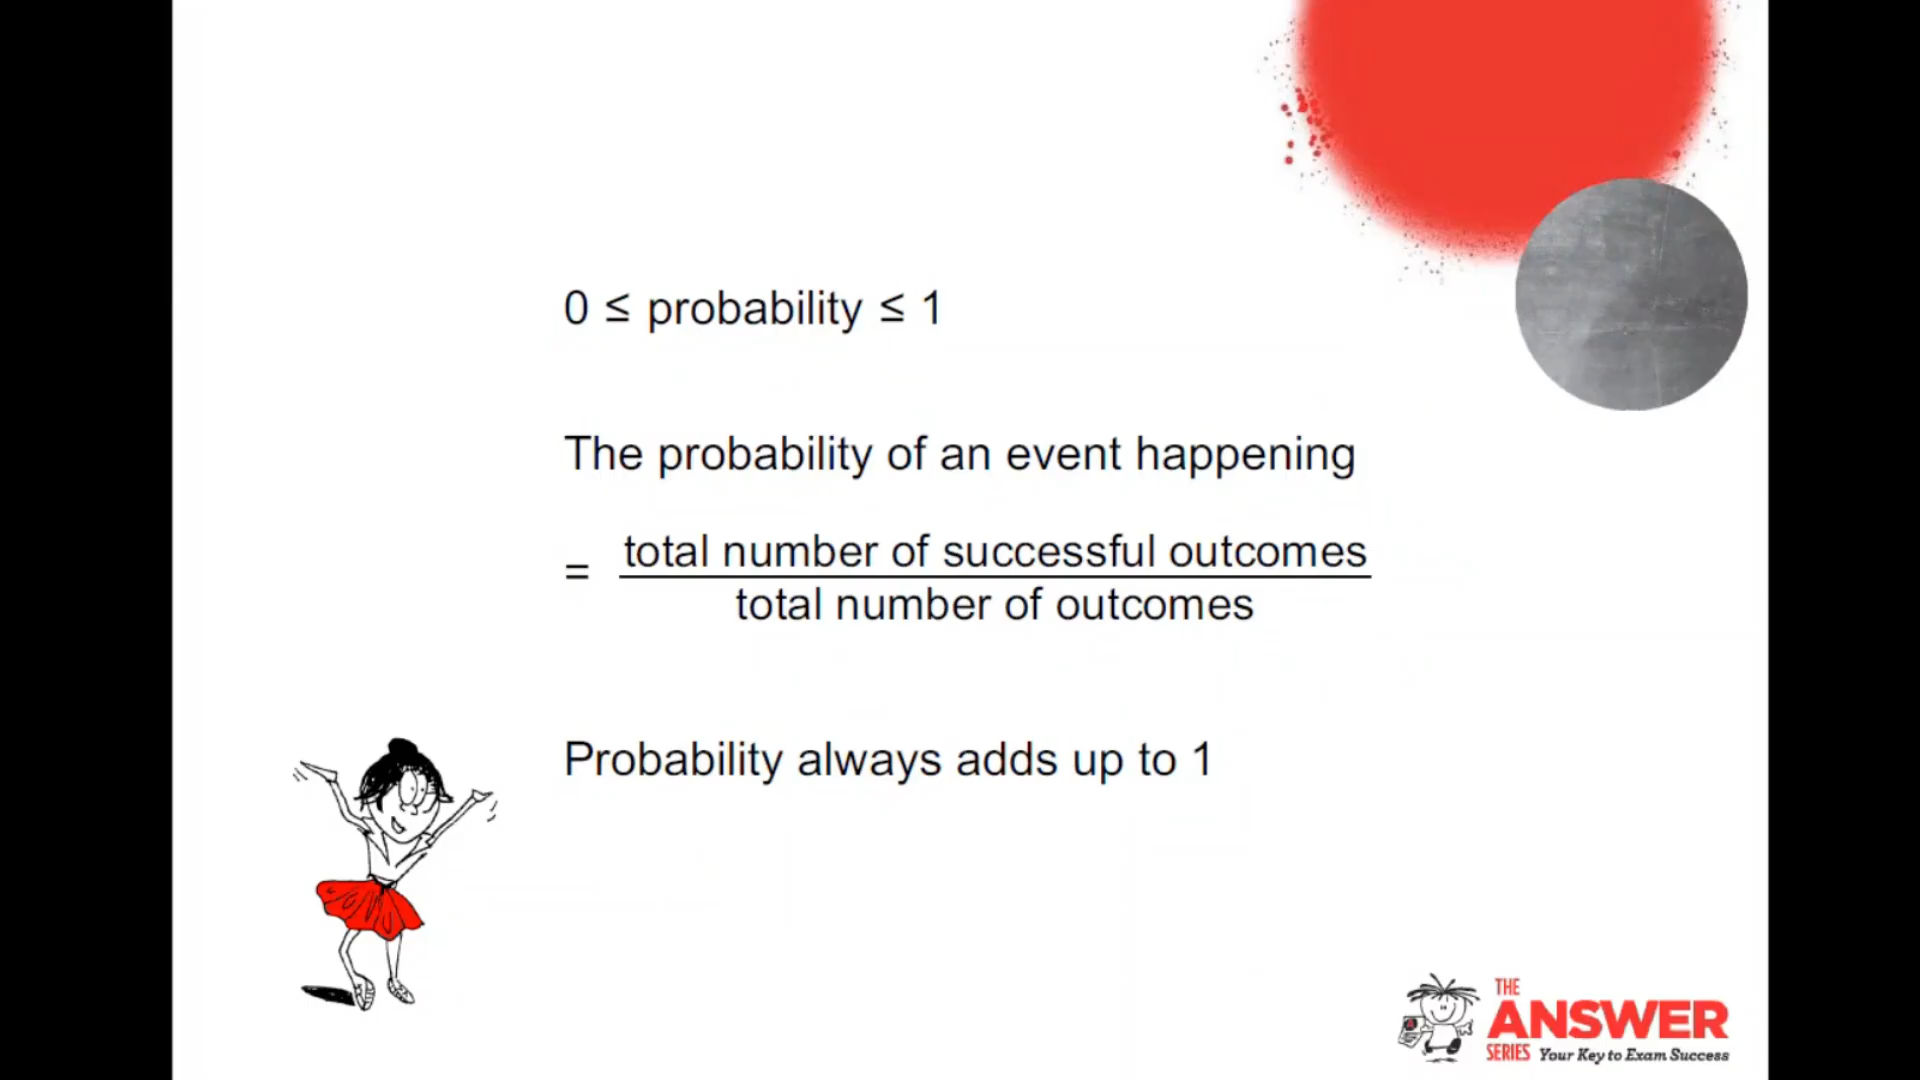 0 ≤ probability ≤ 1
The probability of an event happening
= total number of successful outcomes
total number of outcomes
Probability always adds up to 1
THE
ANSWER
SERIES Your Key to Exam Success